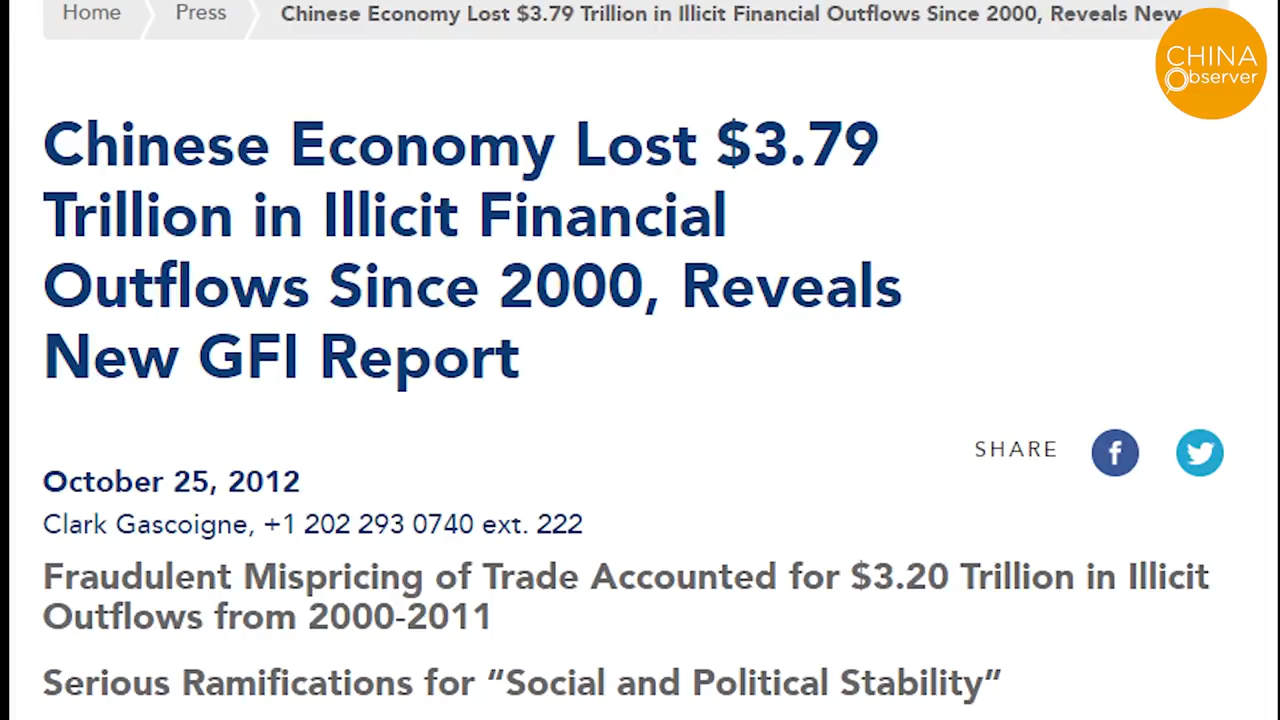 Home Press Chinese Economy Lost $3.79 Trillion in Illicit Financial Outflows Since 2000, Reveals New
CHINA
Observer
Chinese Economy Lost $3.79
Trillion in Illicit Financial
Outflows Since 2000, Reveals
New GFI Report
SHARE
October 25, 2012
Clark Gascoigne, +1 202 293 0740 ext. 222
Fraudulent Mispricing of Trade Accounted for $3.20 Trillion in Illicit
Outflows from 2000-2011
Serious Ramifications for “Social and Political Stability”